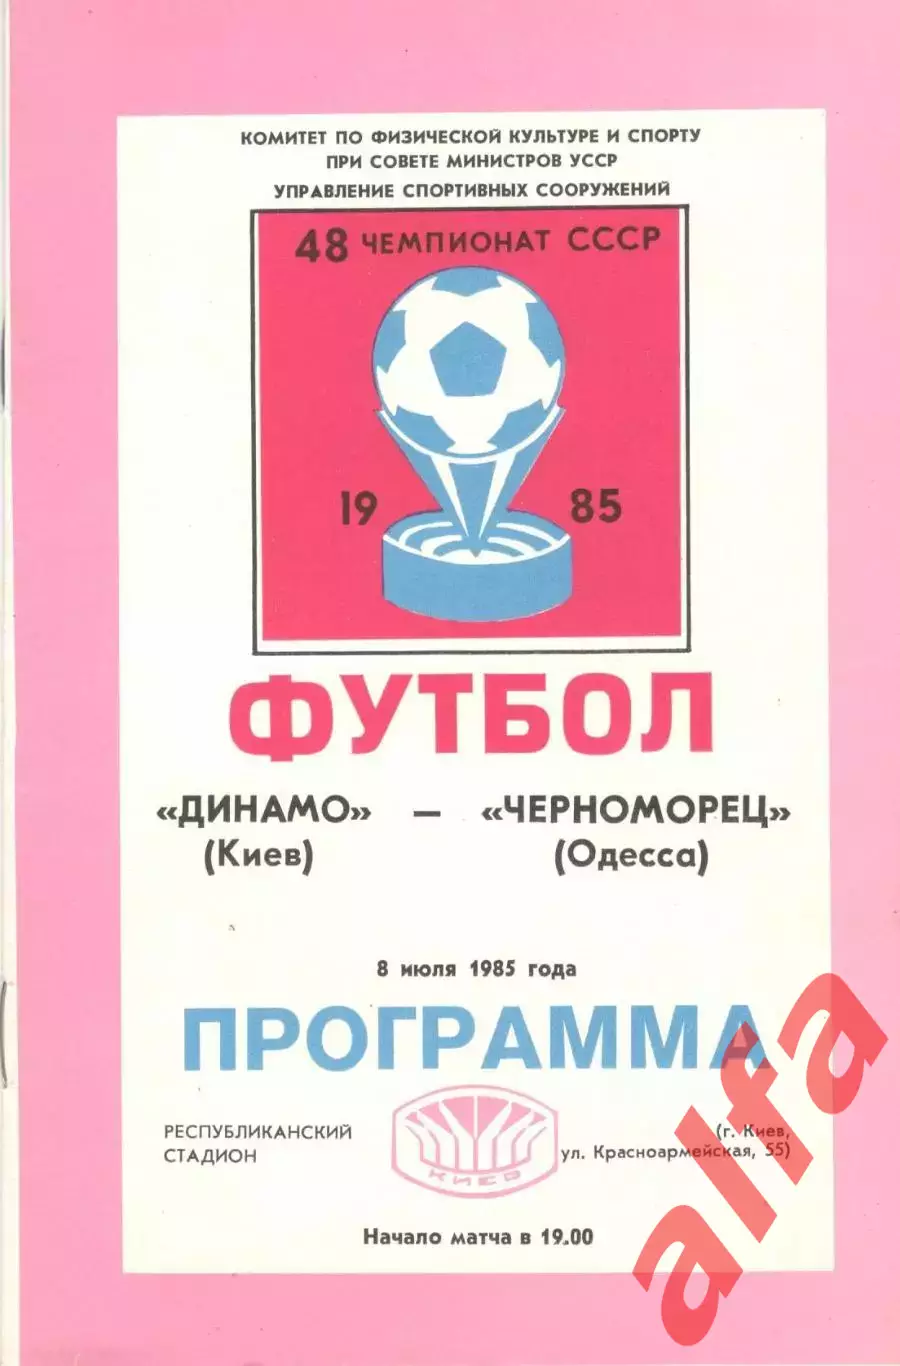 КОМИТЕТ ПО ФИЗИЧЕСКОЙ КУЛЬТУРЕ И СПОРТУ
ПРИ СОВЕТЕ МИНИСТРОВ УССР
УПРАВЛЕНИЕ СПОРТИВНЫХ СООРУЖЕНИЙ
48 ЧЕМПИОНАТ СССР
19 85
ФУТБОЛ
«ДИНАМО» — «ЧЕРНОМОРЕЦ»
(Киев) (Одесса)
8 июля 1985 года
ПРОГРАММА
РЕСПУБЛИКАНСКИЙ (г. Киев,
СТАДИОН ул. Красноармейская, 55)
КИЕВ
Начало матча в 19.00
alfa